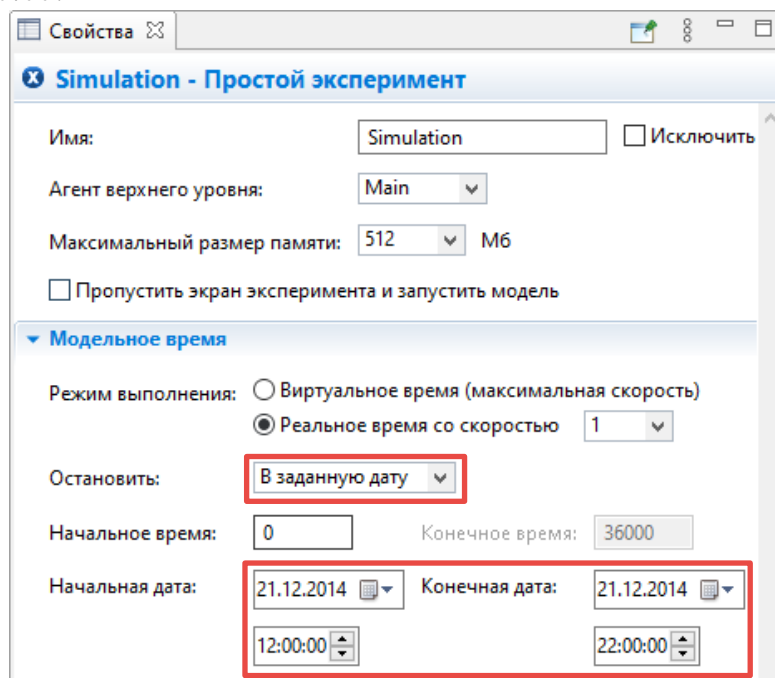 Свойства
Simulation - Простой эксперимент
Имя: Simulation Исключить
Агент верхнего уровня: Main
Максимальный размер памяти: 512 Мб
Пропустить экран эксперимента и запустить модель
Модельное время
Режим выполнения: Виртуальное время (максимальная скорость)
Реальное время со скоростью 1
Остановить: В заданную дату
Начальное время: 0 Конечное время: 36000
Начальная дата: 21.12.2014 Конечная дата: 21.12.2014
12:00:00 22:00:00